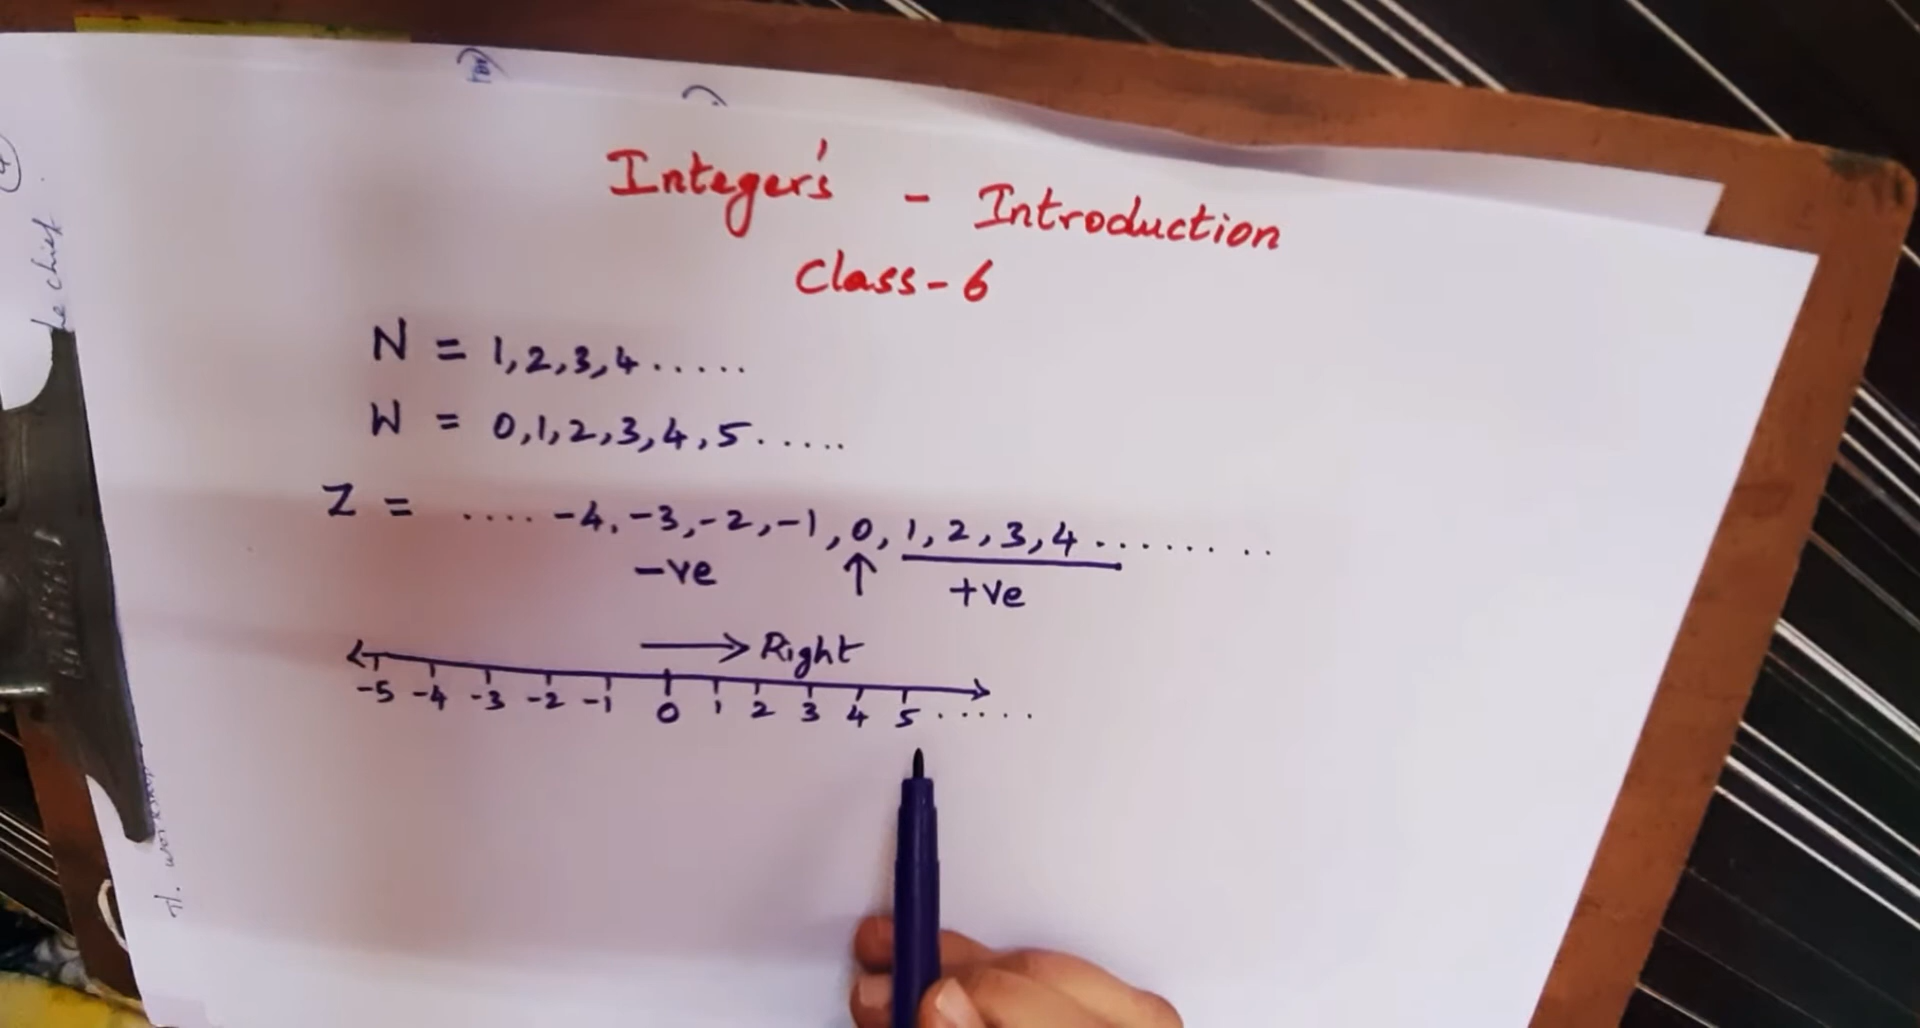 Integer's - Introduction
Class - 6
N = 1, 2, 3, 4 .....
W = 0, 1, 2, 3, 4, 5 .....
Z = .... -4, -3, -2, -1, 0, 1, 2, 3, 4 ........
-ve ↑ +ve
→ Right
-5 -4 -3 -2 -1 0 1 2 3 4 5 .....
chief